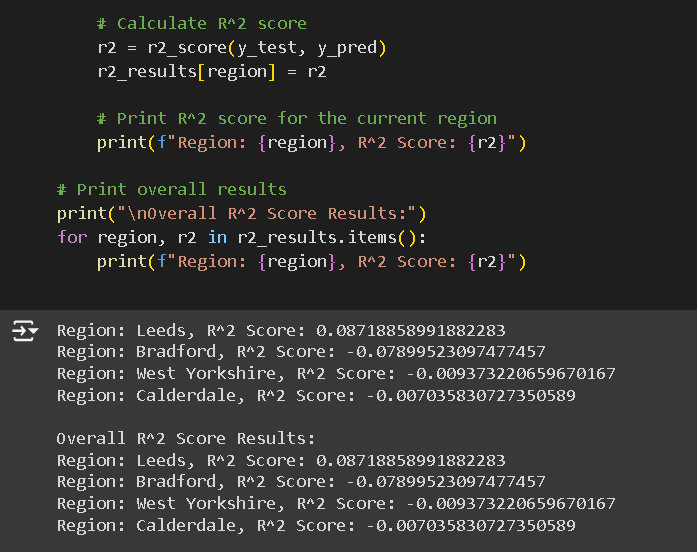 # Calculate R^2 score
r2 = r2_score(y_test, y_pred)
r2_results[region] = r2
# Print R^2 score for the current region
print(f"Region: {region}, R^2 Score: {r2}")
# Print overall results
print("\nOverall R^2 Score Results:")
for region, r2 in r2_results.items():
print(f"Region: {region}, R^2 Score: {r2}")
Region: Leeds, R^2 Score: 0.08718858991882283
Region: Bradford, R^2 Score: -0.07899523097477457
Region: West Yorkshire, R^2 Score: -0.009373220659670167
Region: Calderdale, R^2 Score: -0.007035830727350589
Overall R^2 Score Results:
Region: Leeds, R^2 Score: 0.08718858991882283
Region: Bradford, R^2 Score: -0.07899523097477457
Region: West Yorkshire, R^2 Score: -0.009373220659670167
Region: Calderdale, R^2 Score: -0.007035830727350589